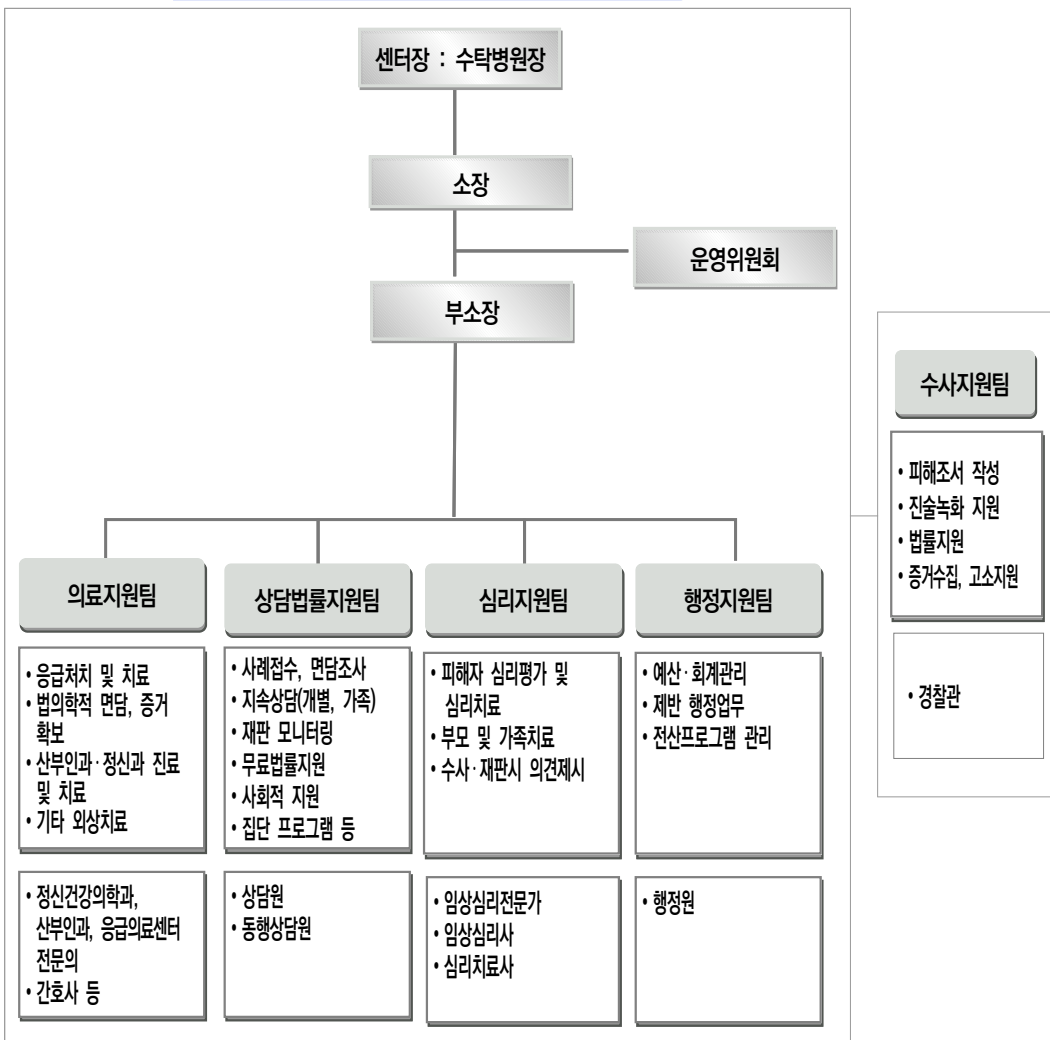 센터장 : 수탁병원장
소장
운영위원회
부소장
수사지원팀
• 피해조서 작성
• 진술녹화 지원
• 법률지원
• 증거수집, 고소지원
• 경찰관
의료지원팀
• 응급처치 및 치료
• 법의학적 면담, 증거
확보
• 산부인과·정신과 진료
및 치료
• 기타 외상치료
• 정신건강의학과,
산부인과, 응급의료센터
전문의
• 간호사 등
상담법률지원팀
• 사례접수, 면담조사
• 지속상담(개별, 가족)
• 재판 모니터링
• 무료법률지원
• 사회적 지원
• 집단 프로그램 등
• 상담원
• 동행상담원
심리지원팀
• 피해자 심리평가 및
심리치료
• 부모 및 가족치료
• 수사·재판시 의견제시
• 임상심리전문가
• 임상심리사
• 심리치료사
행정지원팀
• 예산·회계관리
• 제반 행정업무
• 전산프로그램 관리
• 행정원